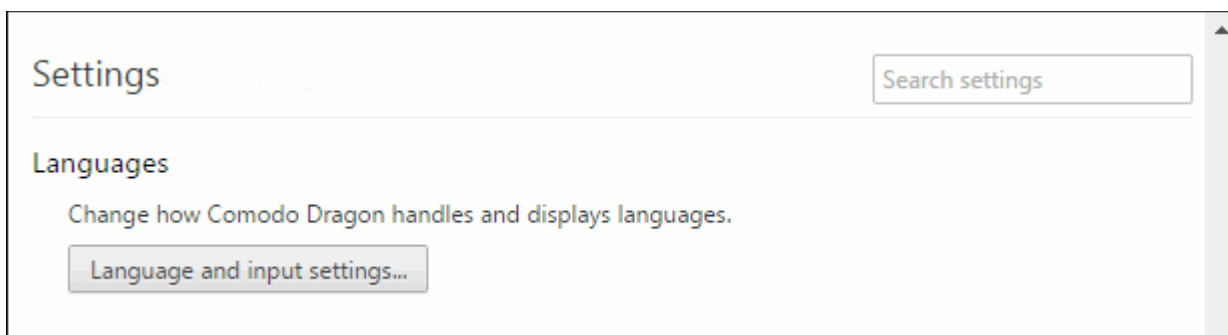 Settings
Search settings
Languages
Change how Comodo Dragon handles and displays languages.
Language and input settings...